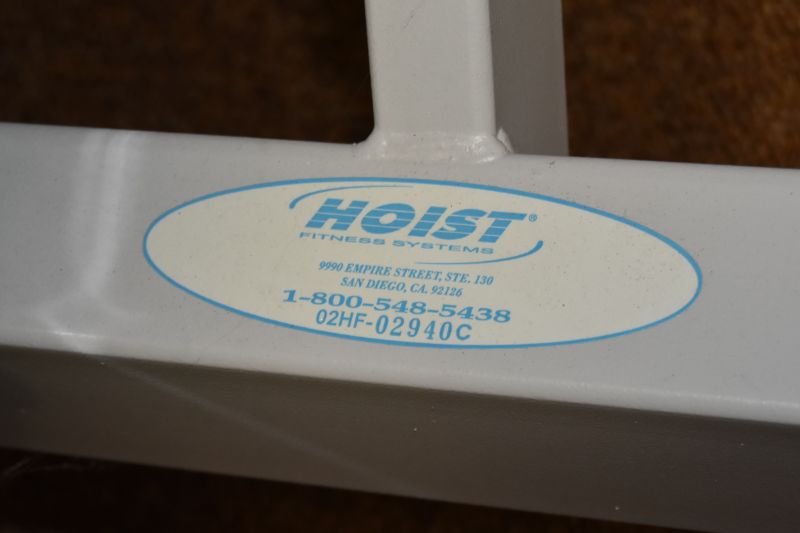 HOIST®
FITNESS SYSTEMS
9990 EMPIRE STREET, STE. 130
SAN DIEGO, CA. 92126
1-800-548-5438
02HF-02940C